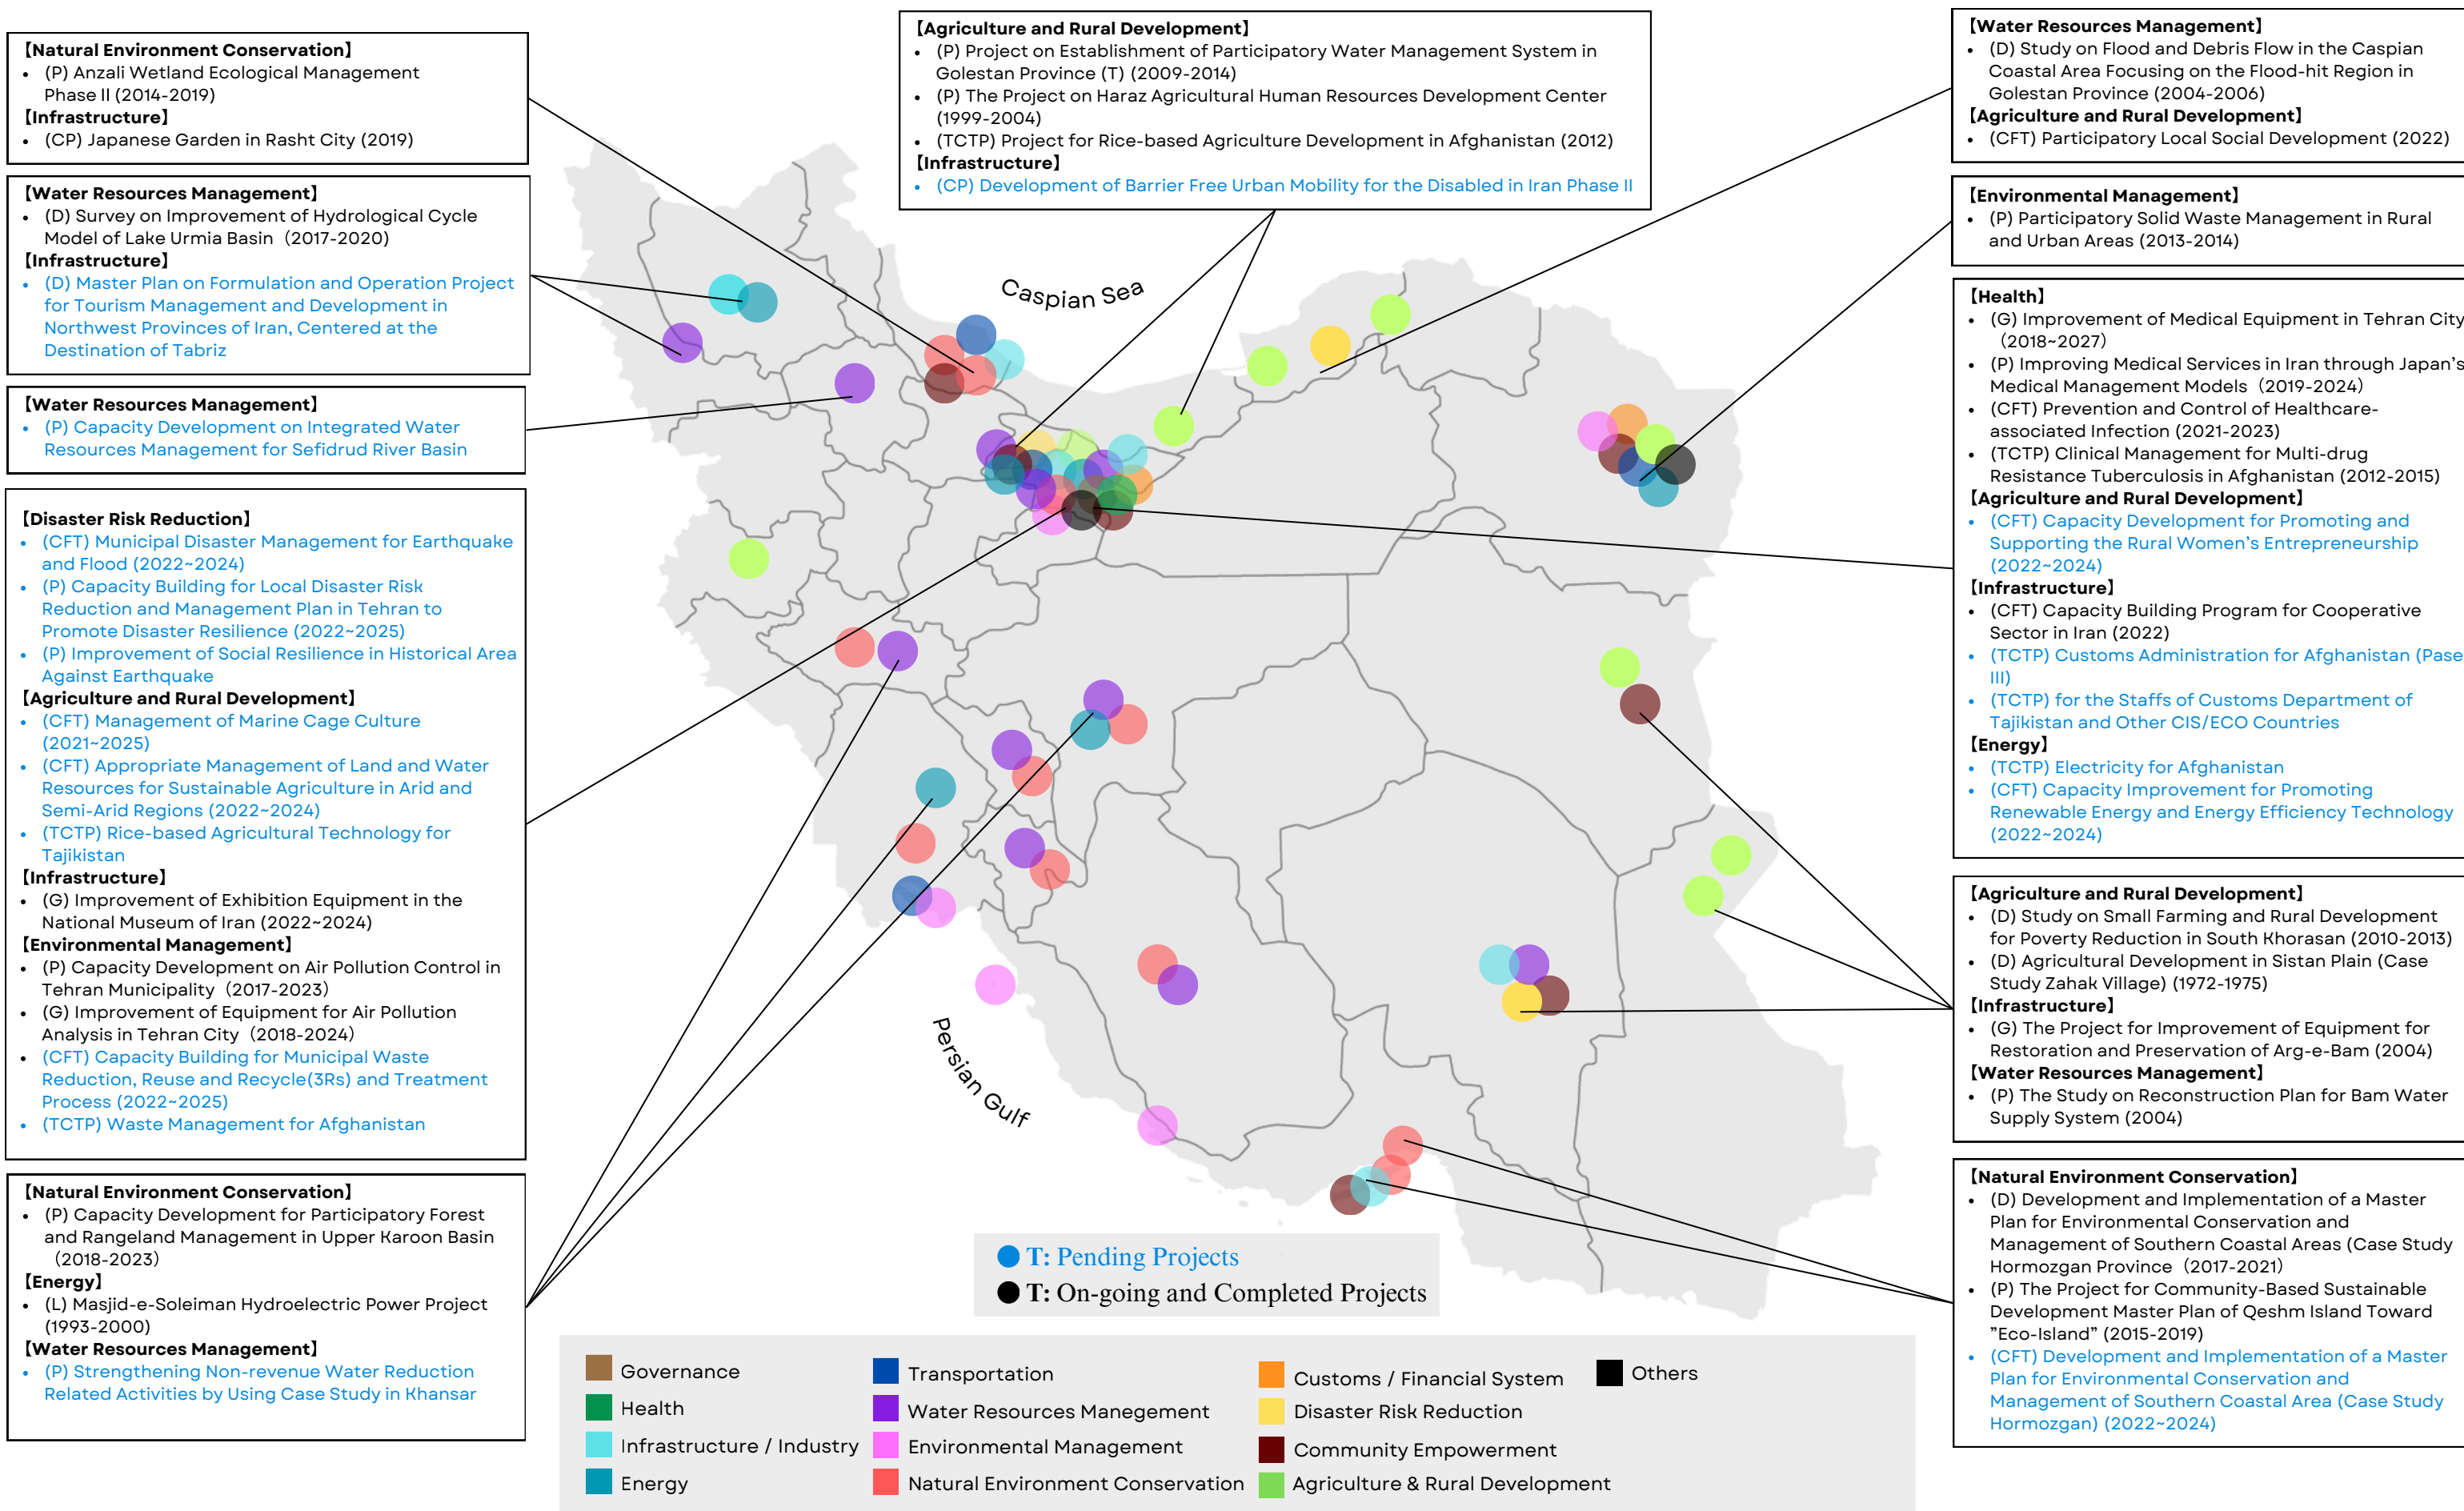 【Natural Environment Conservation】
• (P) Anzali Wetland Ecological Management
Phase II (2014-2019)
【Infrastructure】
• (CP) Japanese Garden in Rasht City (2019)
【Water Resources Management】
• (D) Survey on Improvement of Hydrological Cycle
Model of Lake Urmia Basin（2017-2020)
【Infrastructure】
• (D) Master Plan on Formulation and Operation Project
for Tourism Management and Development in
Northwest Provinces of Iran, Centered at the
Destination of Tabriz
【Water Resources Management】
• (P) Capacity Development on Integrated Water
Resources Management for Sefidrud River Basin
【Disaster Risk Reduction】
• (CFT) Municipal Disaster Management for Earthquake
and Flood (2022~2024)
• (P) Capacity Building for Local Disaster Risk
Reduction and Management Plan in Tehran to
Promote Disaster Resilience (2022~2025)
• (P) Improvement of Social Resilience in Historical Area
Against Earthquake
【Agriculture and Rural Development】
• (CFT) Management of Marine Cage Culture
(2021~2025)
• (CFT) Appropriate Management of Land and Water
Resources for Sustainable Agriculture in Arid and
Semi-Arid Regions (2022~2024)
• (TCTP) Rice-based Agricultural Technology for
Tajikistan
【Infrastructure】
• (G) Improvement of Exhibition Equipment in the
National Museum of Iran (2022~2024)
【Environmental Management】
• (P) Capacity Development on Air Pollution Control in
Tehran Municipality（2017-2023）
• (G) Improvement of Equipment for Air Pollution
Analysis in Tehran City（2018-2024）
• (CFT) Capacity Building for Municipal Waste
Reduction, Reuse and Recycle(3Rs) and Treatment
Process (2022~2025)
• (TCTP) Waste Management for Afghanistan
【Natural Environment Conservation】
• (P) Capacity Development for Participatory Forest
and Rangeland Management in Upper Karoon Basin
（2018-2023）
【Energy】
• (L) Masjid-e-Soleiman Hydroelectric Power Project
(1993-2000)
【Water Resources Management】
• (P) Strengthening Non-revenue Water Reduction
Related Activities by Using Case Study in Khansar
【Agriculture and Rural Development】
• (P) Project on Establishment of Participatory Water Management System in
Golestan Province (T) (2009-2014)
• (P) The Project on Haraz Agricultural Human Resources Development Center
(1999-2004)
• (TCTP) Project for Rice-based Agriculture Development in Afghanistan (2012)
【Infrastructure】
• (CP) Development of Barrier Free Urban Mobility for the Disabled in Iran Phase II
Caspian Sea
Persian Gulf
【Water Resources Management】
• (D) Study on Flood and Debris Flow in the Caspian
Coastal Area Focusing on the Flood-hit Region in
Golestan Province (2004-2006)
【Agriculture and Rural Development】
• (CFT) Participatory Local Social Development (2022)
【Environmental Management】
• (P) Participatory Solid Waste Management in Rural
and Urban Areas (2013-2014)
【Health】
• (G) Improvement of Medical Equipment in Tehran City
（2018~2027）
• (P) Improving Medical Services in Iran through Japan's
Medical Management Models（2019-2024）
• (CFT) Prevention and Control of Healthcare-
associated Infection (2021-2023)
• (TCTP) Clinical Management for Multi-drug
Resistance Tuberculosis in Afghanistan (2012-2015)
【Agriculture and Rural Development】
• (CFT) Capacity Development for Promoting and
Supporting the Rural Women's Entrepreneurship
(2022~2024)
【Infrastructure】
• (CFT) Capacity Building Program for Cooperative
Sector in Iran (2022)
• (TCTP) Customs Administration for Afghanistan (Pase
III)
• (TCTP) for the Staffs of Customs Department of
Tajikistan and Other CIS/ECO Countries
【Energy】
• (TCTP) Electricity for Afghanistan
• (CFT) Capacity Improvement for Promoting
Renewable Energy and Energy Efficiency Technology
(2022~2024)
【Agriculture and Rural Development】
• (D) Study on Small Farming and Rural Development
for Poverty Reduction in South Khorasan (2010-2013)
• (D) Agricultural Development in Sistan Plain (Case
Study Zahak Village) (1972-1975)
【Infrastructure】
• (G) The Project for Improvement of Equipment for
Restoration and Preservation of Arg-e-Bam (2004)
【Water Resources Management】
• (P) The Study on Reconstruction Plan for Bam Water
Supply System (2004)
【Natural Environment Conservation】
• (D) Development and Implementation of a Master
Plan for Environmental Conservation and
Management of Southern Coastal Areas (Case Study
Hormozgan Province（2017-2021）
• (P) The Project for Community-Based Sustainable
Development Master Plan of Qeshm Island Toward
"Eco-Island" (2015-2019)
• (CFT) Development and Implementation of a Master
Plan for Environmental Conservation and
Management of Southern Coastal Area (Case Study
Hormozgan) (2022~2024)
T: Pending Projects
T: On-going and Completed Projects
Governance
Health
Infrastructure / Industry
Energy
Transportation
Water Resources Manegement
Environmental Management
Natural Environment Conservation
Customs / Financial System
Disaster Risk Reduction
Community Empowerment
Agriculture & Rural Development
Others